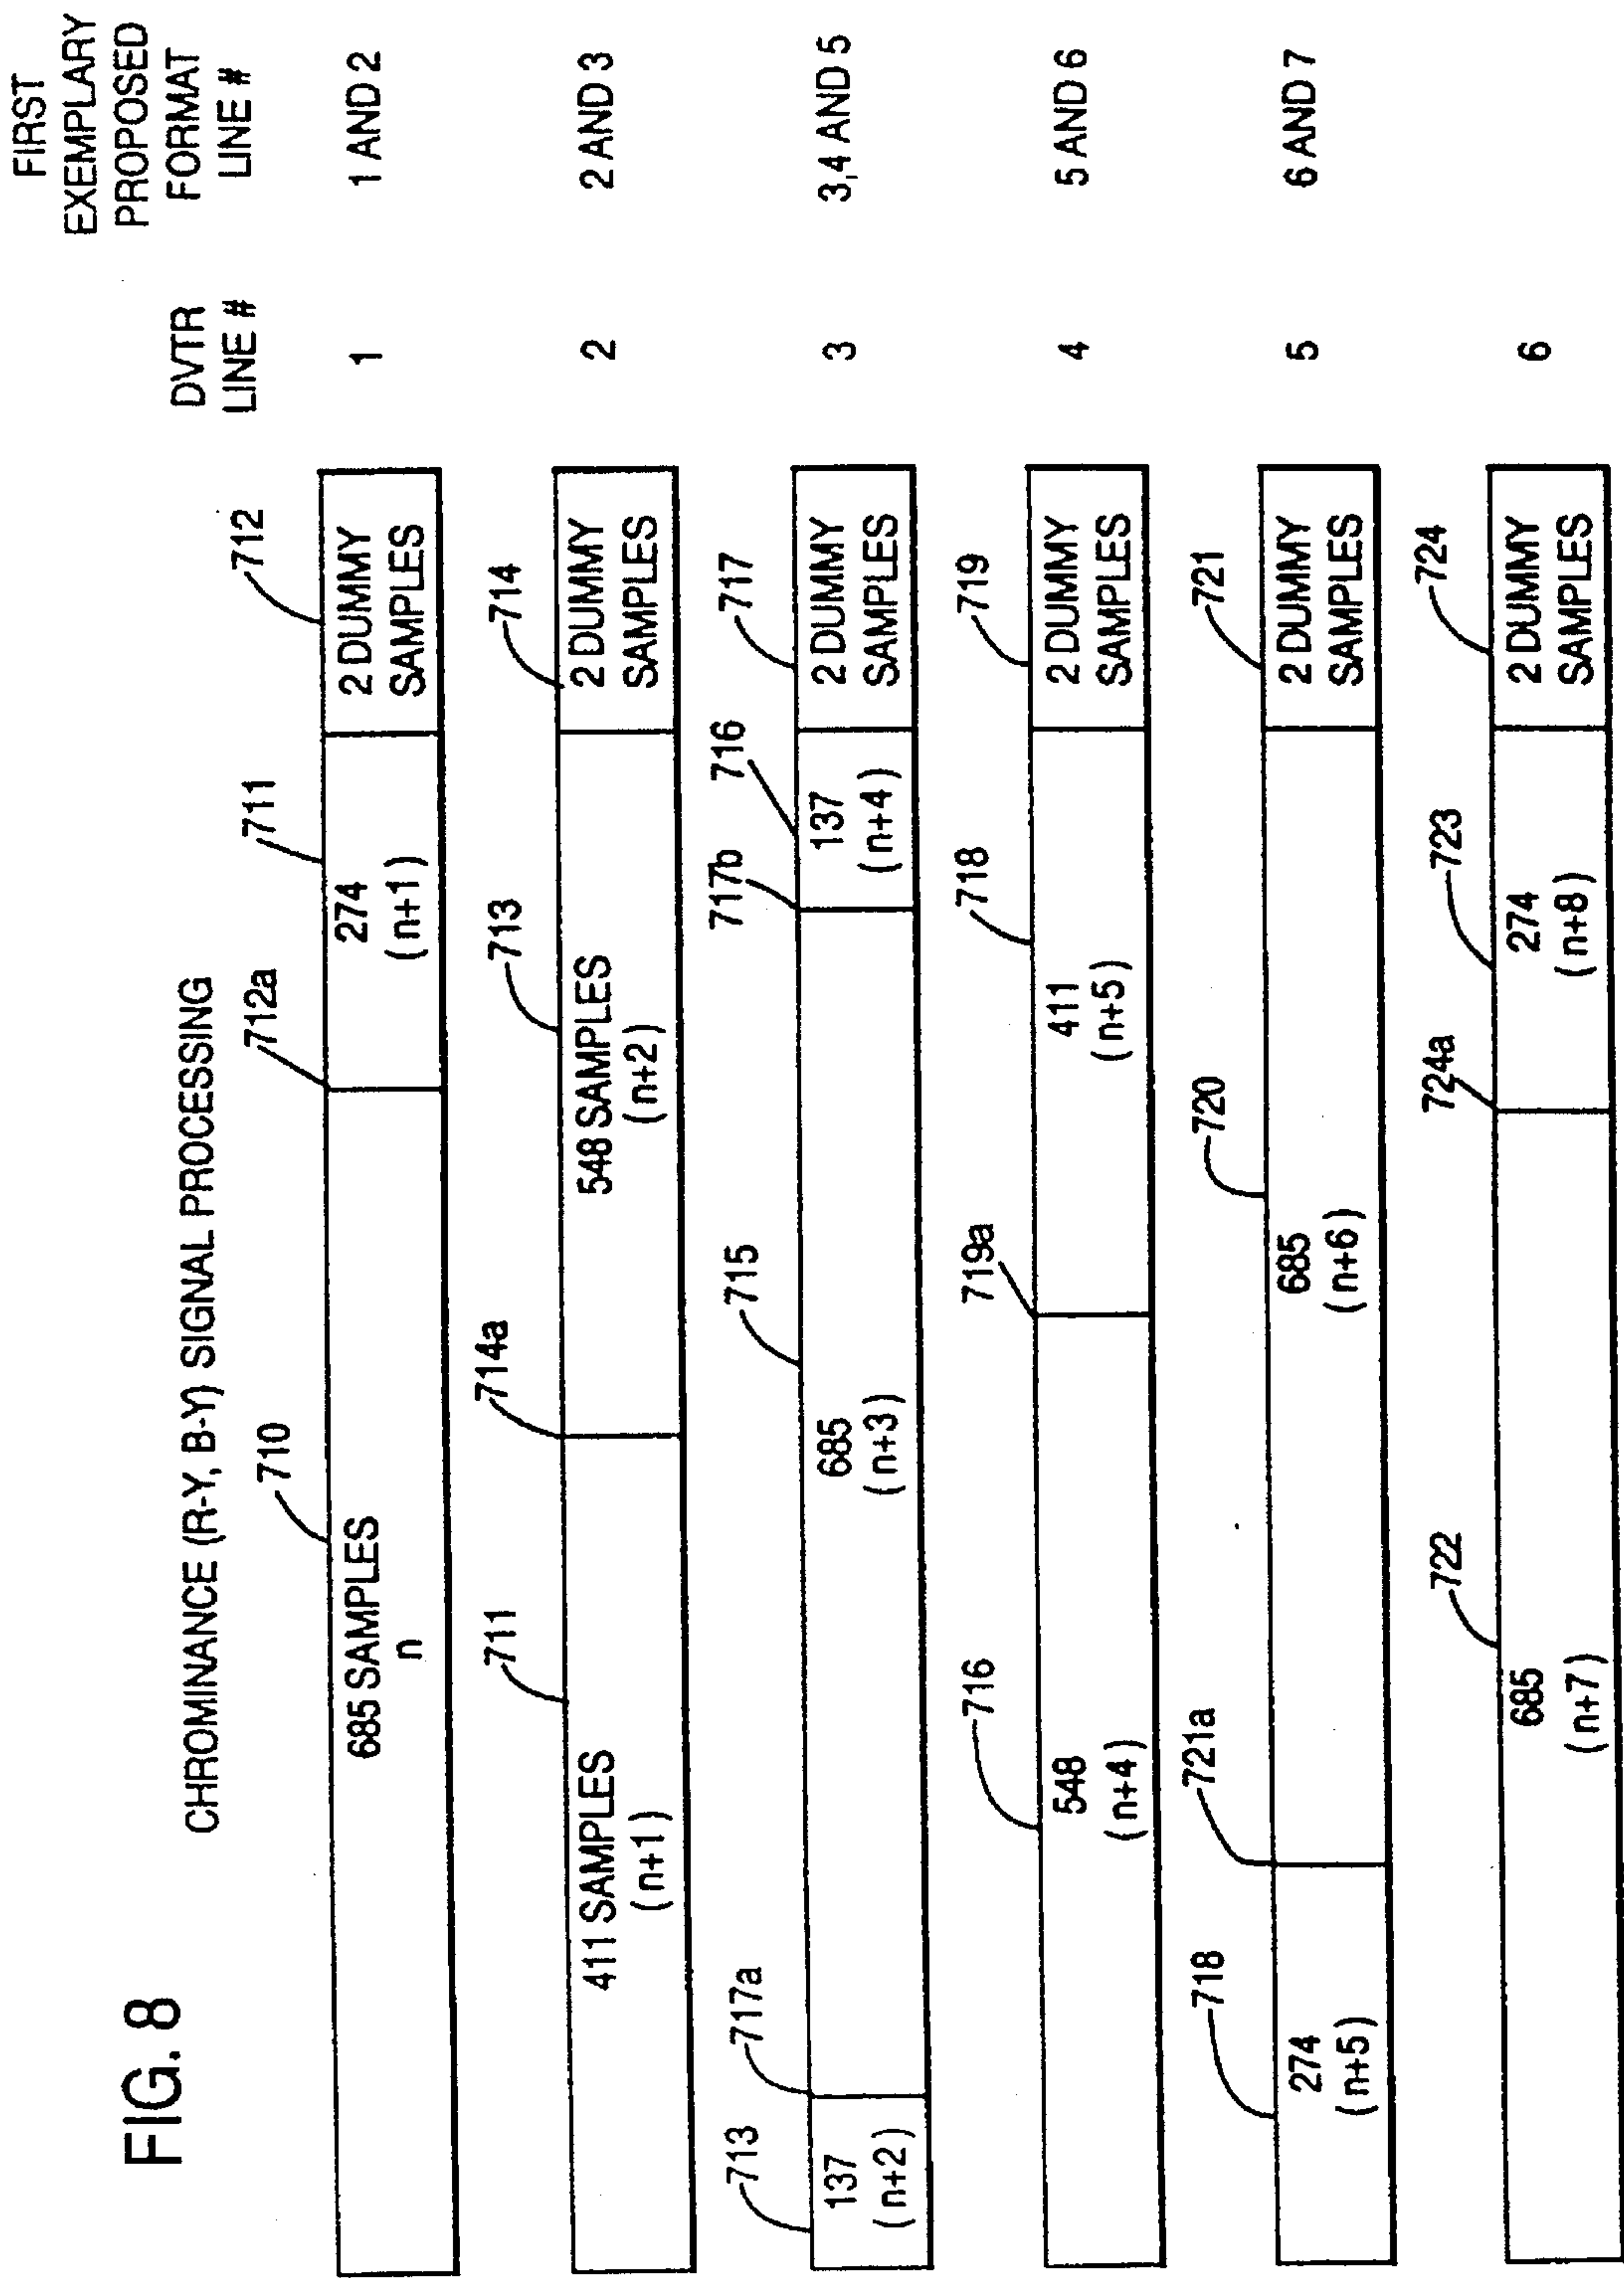 FIG. 8
CHROMINANCE (R-Y, B-Y) SIGNAL PROCESSING
DVTR
LINE #
FIRST
EXEMPLARY
PROPOSED
FORMAT
LINE #
710
712a
711
712
685 SAMPLES
n
274
(n+1)
2 DUMMY
SAMPLES
1
1 AND 2
711
714a
713
714
411 SAMPLES
(n+1)
548 SAMPLES
(n+2)
2 DUMMY
SAMPLES
2
2 AND 3
713
717a
715
717b
716
717
137
(n+2)
685
(n+3)
137
(n+4)
2 DUMMY
SAMPLES
3
3,4 AND 5
716
719a
718
719
548
(n+4)
411
(n+5)
2 DUMMY
SAMPLES
4
5 AND 6
718
721a
720
721
274
(n+5)
685
(n+6)
2 DUMMY
SAMPLES
5
6 AND 7
722
724a
723
724
685
(n+7)
274
(n+8)
2 DUMMY
SAMPLES
6